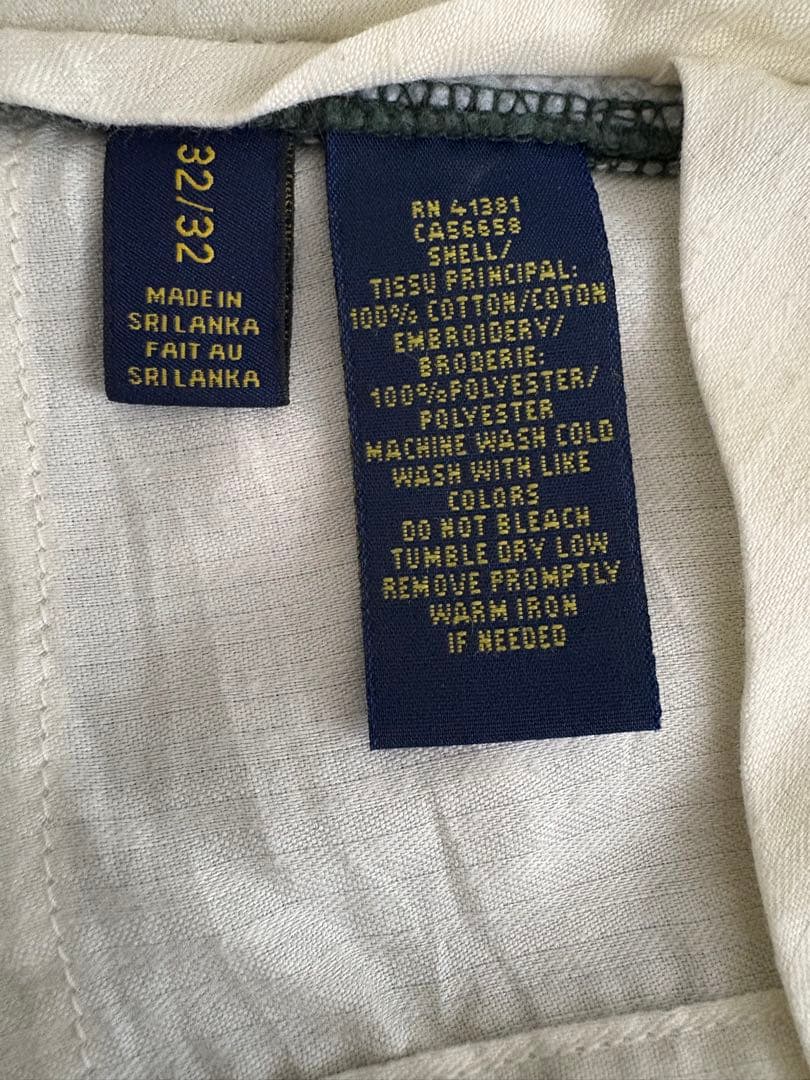 32/32
MADE IN
SRI LANKA
FAIT AU
SRI LANKA
RN 41381
CA56658
SHELL/
TISSU PRINCIPAL:
100% COTTON/COTON
EMBROIDERY/
BRODERIE:
100%POLYESTER/
POLYESTER
MACHINE WASH COLD
WASH WITH LIKE
COLORS
DO NOT BLEACH
TUMBLE DRY LOW
REMOVE PROMPTLY
WARM IRON
IF NEEDED